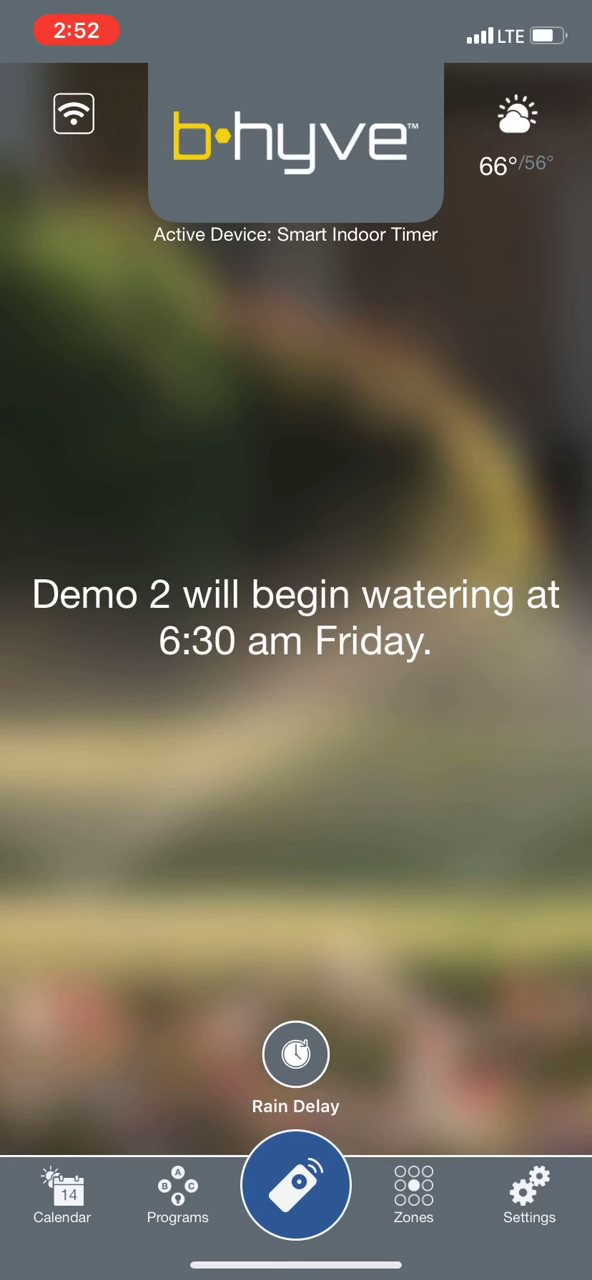 2:52
LTE
b•hyve™
66°/56°
Active Device: Smart Indoor Timer
Demo 2 will begin watering at
6:30 am Friday.
Rain Delay
14
A
B C
Calendar
Programs
Zones
Settings